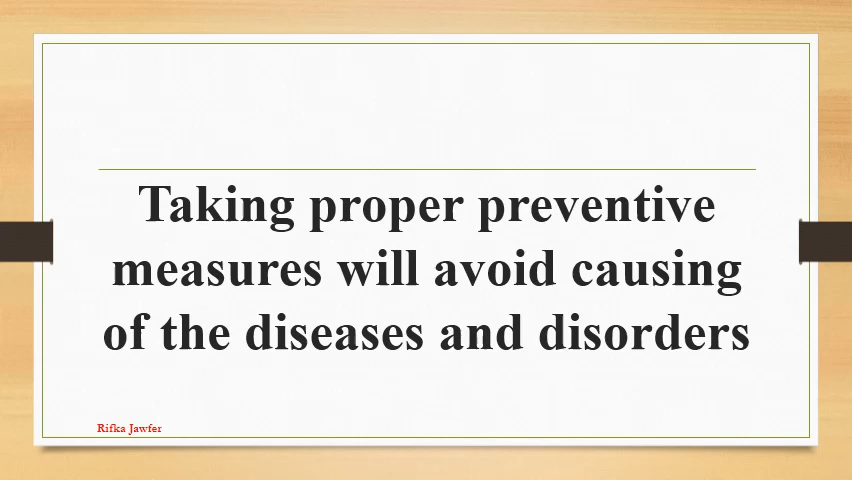 Taking proper preventive
measures will avoid causing
of the diseases and disorders
Rifka Jawfer